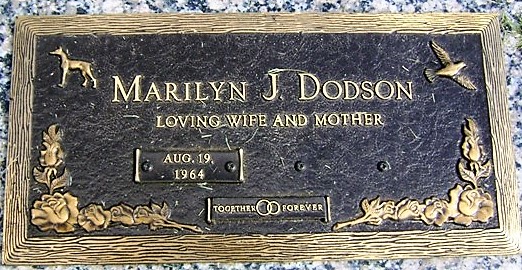 MARILYN J. DODSON
LOVING WIFE AND MOTHER
AUG. 19,
1964
TOGETHER FOREVER